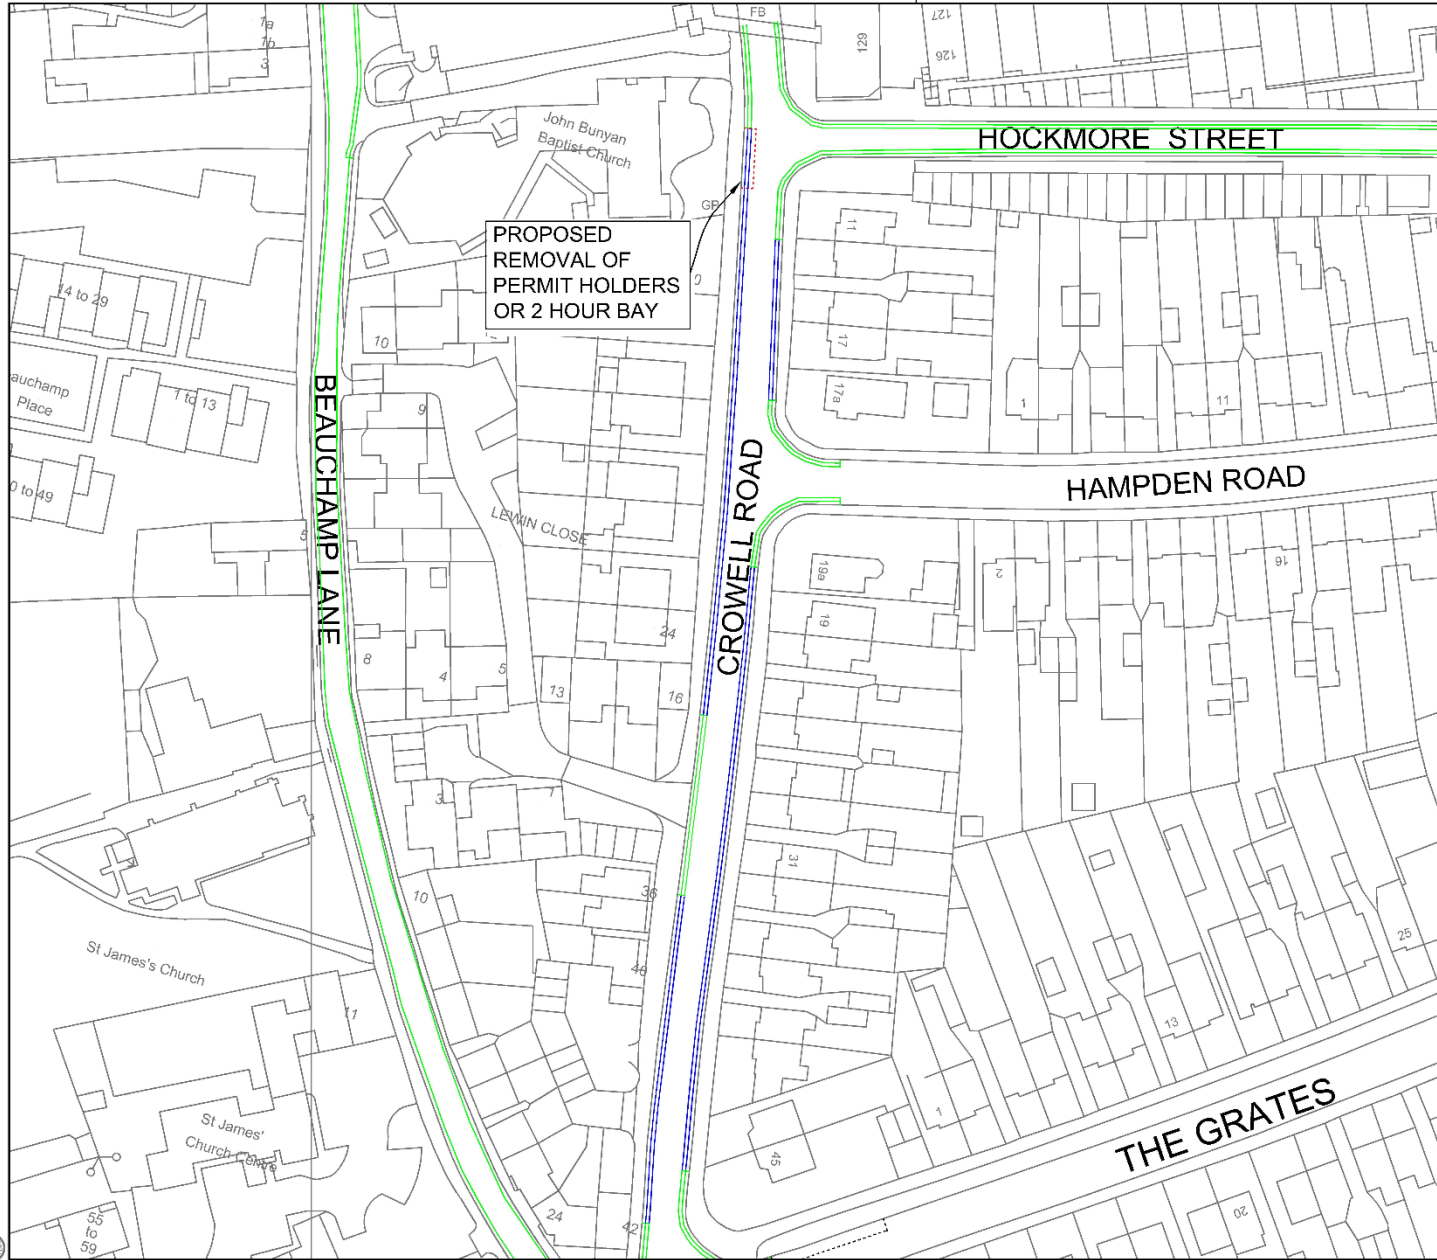 FB
127
126
129
1a
1b
3
HOCKMORE STREET
John Bunyan
Baptist Church
GP
PROPOSED
REMOVAL OF
PERMIT HOLDERS
OR 2 HOUR BAY
11
17
17a
14 to 29
10
1
11
auchamp
Place
1 to 13
9
0 to 49
BEAUCHAMP LANE
CROWELL ROAD
HAMPDEN ROAD
LEWIN CLOSE
5
19a
19
2
16
24
8
4
5
13
16
3
1
31
10
36
40
25
St James's Church
11
13
1
St James'
Church Centre
THE GRATES
45
20
55
to
59
24
42